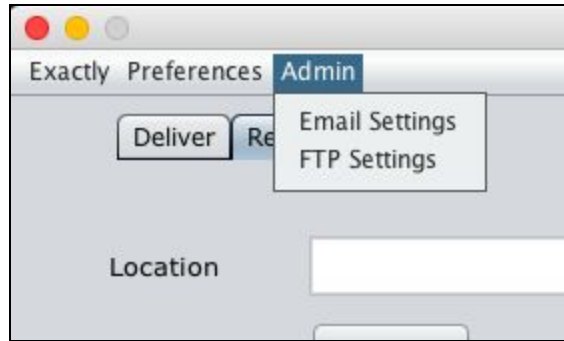 Exactly Preferences Admin
Email Settings
FTP Settings
Deliver
Location